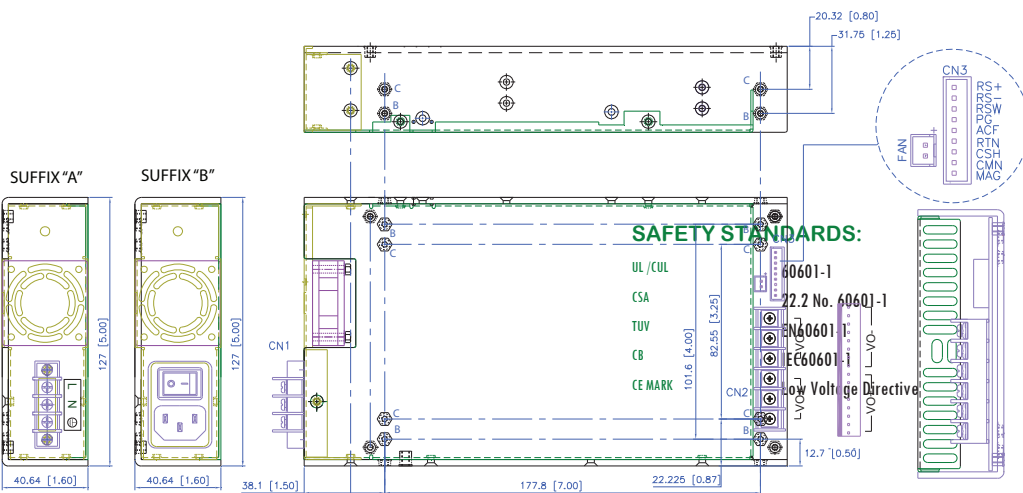 20.32 [0.80]
31.75 [1.25]
C
C
B
B
CN3
RS+
RS-
RSW
PG
ACF
RTN
CSH
CMN
MAG
FAN
+
SUFFIX "A"
SUFFIX "B"
B
C
B
C
SAFETY STANDARDS:
UL /CUL 60601-1
CSA 22.2 No. 60601-1
TUV EN60601-1
CB IEC60601-1
CE MARK Low Voltage Directive
127 [5.00]
127 [5.00]
101.6 [4.00]
82.55 [3.25]
CN1
CN2
L
N
VO-
VO-
VO+
VO+
C
B
C
B
12.7 [0.50]
40.64 [1.60]
40.64 [1.60]
38.1 [1.50]
177.8 [7.00]
22.225 [0.87]